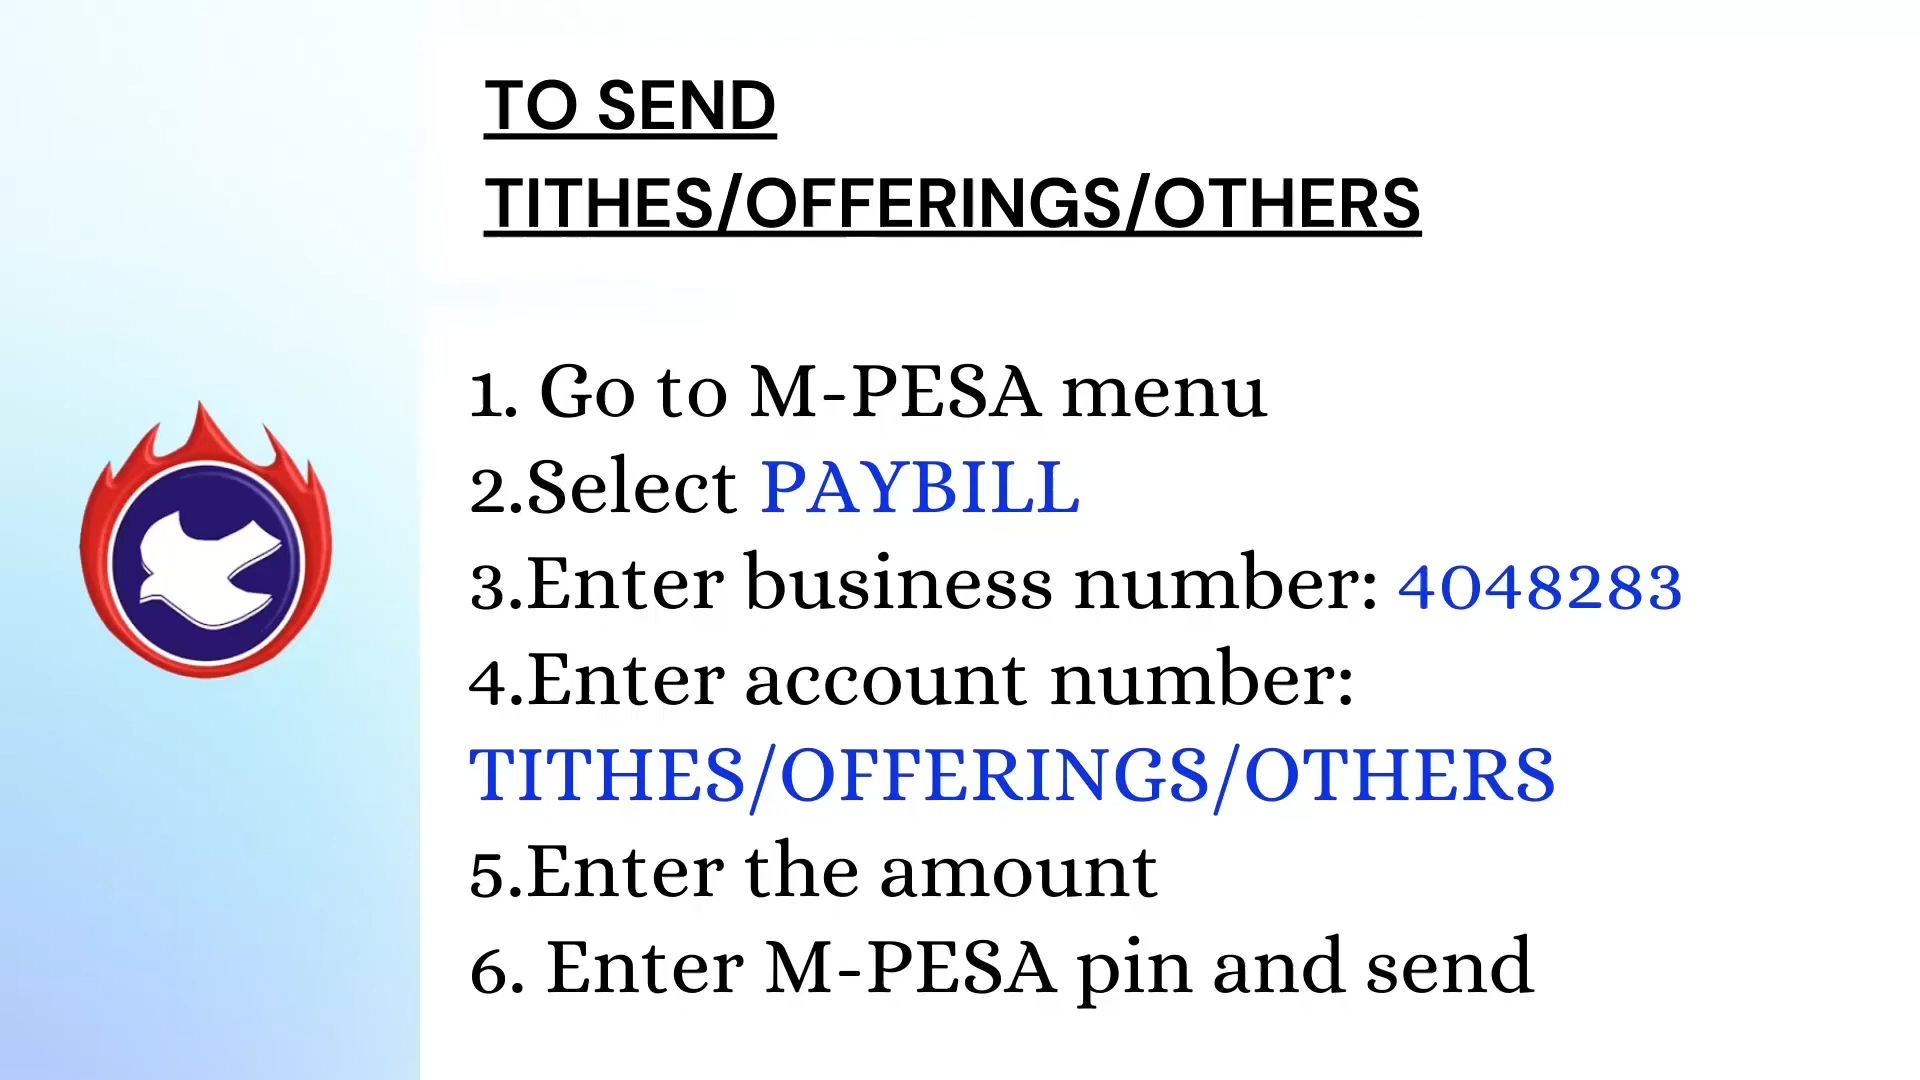 TO SEND
TITHES/OFFERINGS/OTHERS
1. Go to M-PESA menu
2.Select PAYBILL
3.Enter business number: 4048283
4.Enter account number:
TITHES/OFFERINGS/OTHERS
5.Enter the amount
6. Enter M-PESA pin and send